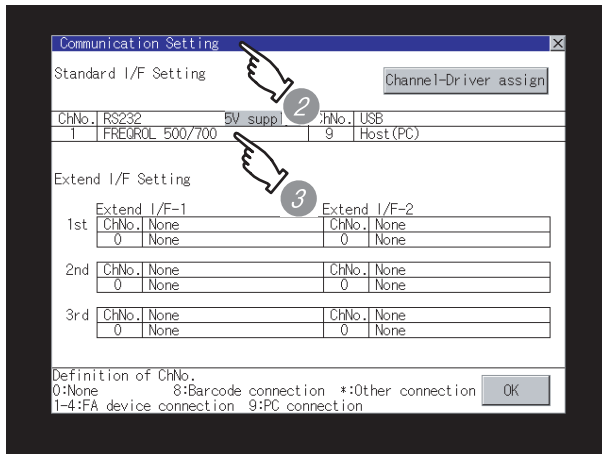 Communication Setting
Standard I/F Setting
Channel-Driver assign
2
ChNo. RS232 5V suppl ChNo. USB
1 FREQROL 500/700 9 Host(PC)
3
Extend I/F Setting
Extend I/F-1 Extend I/F-2
1st ChNo. None ChNo. None
0 None 0 None
2nd ChNo. None ChNo. None
0 None 0 None
3rd ChNo. None ChNo. None
0 None 0 None
Definition of ChNo.
0:None 8:Barcode connection *:Other connection OK
1-4:FA device connection 9:PC connection